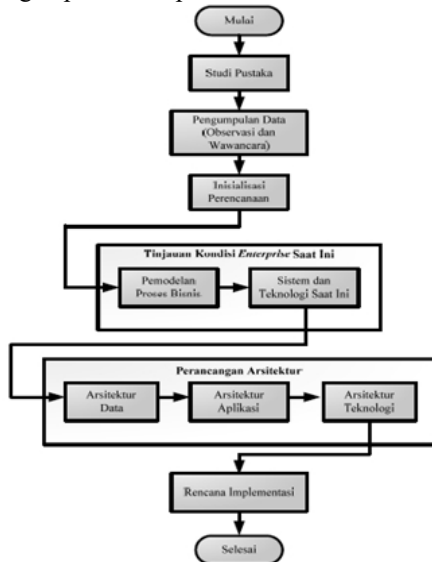 Mulai
Studi Pustaka
Pengumpulan Data
(Observasi dan
Wawancara)
Inisialisasi
Perencanaan
Tinjauan Kondisi Enterprise Saat Ini
Pemodelan
Proses Bisnis
Sistem dan
Teknologi Saat Ini
Perancangan Arsitektur
Arsitektur
Data
Arsitektur
Aplikasi
Arsitektur
Teknologi
Rencana Implementasi
Selesai